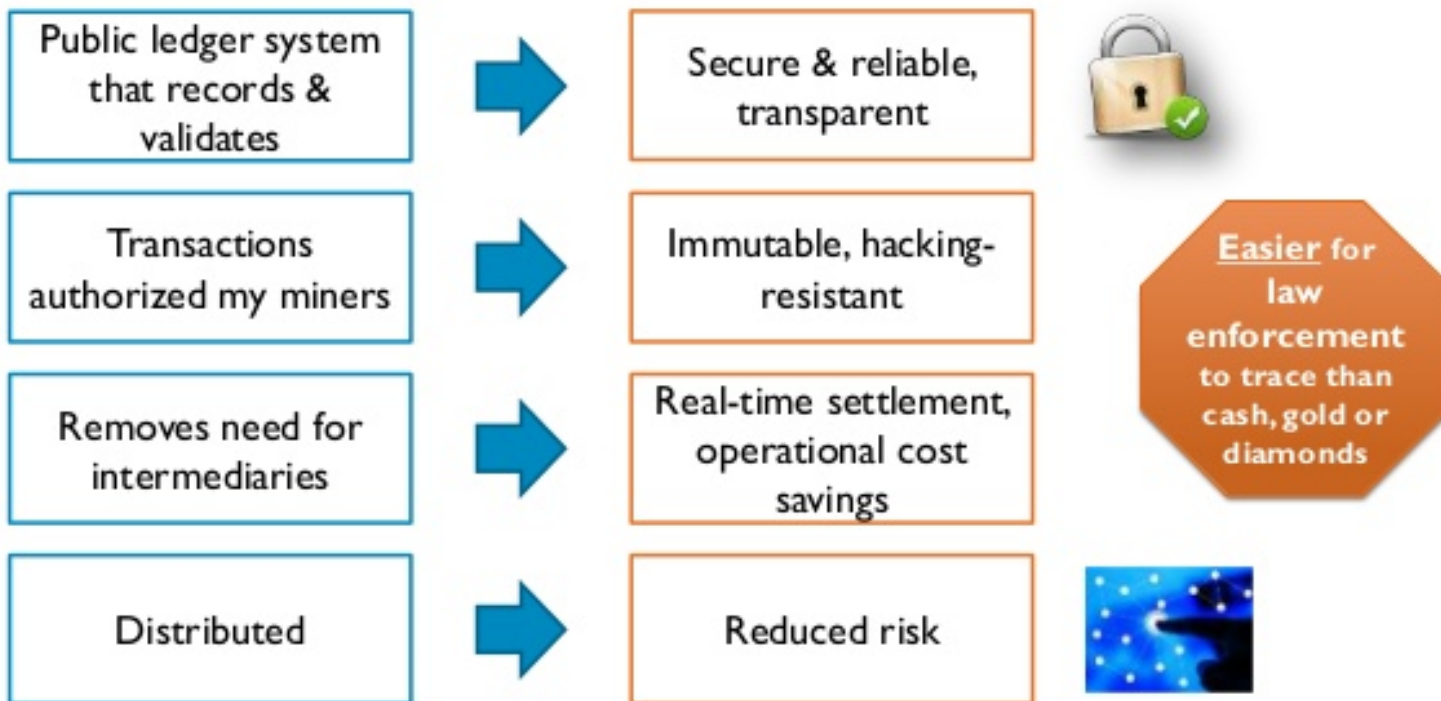 Public ledger system
that records &
validates
Secure & reliable,
transparent
Transactions
authorized my miners
Immutable, hacking-
resistant
Easier for
law
enforcement
to trace than
cash, gold or
diamonds
Removes need for
intermediaries
Real-time settlement,
operational cost
savings
Distributed
Reduced risk